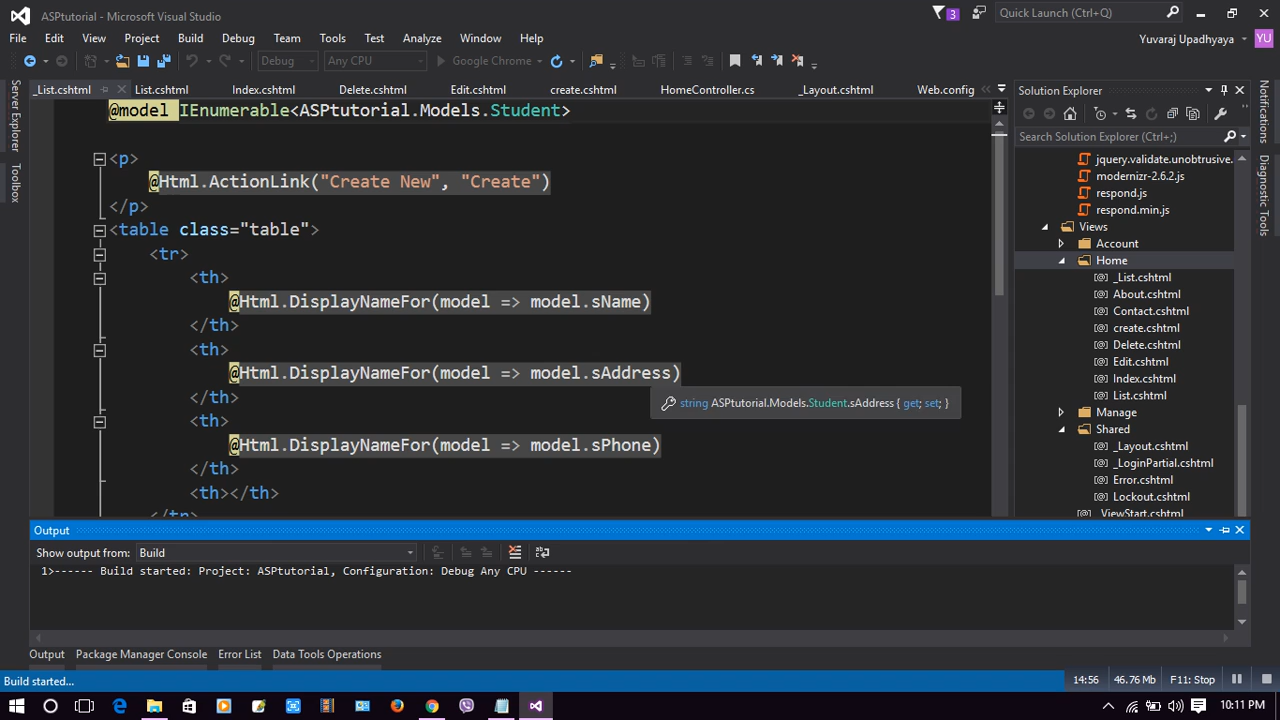 ASPtutorial - Microsoft Visual Studio
3
Quick Launch (Ctrl+Q)
File Edit View Project Build Debug Team Tools Test Analyze Window Help
Yuvaraj Upadhyaya
YU
Debug Any CPU Google Chrome
_List.cshtml List.cshtml Index.cshtml Delete.cshtml Edit.cshtml create.cshtml HomeController.cs _Layout.cshtml Web.config
Server Explorer
Toolbox
@model IEnumerable<ASPtutorial.Models.Student>
<p>
@Html.ActionLink("Create New", "Create")
</p>
<table class="table">
<tr>
<th>
@Html.DisplayNameFor(model => model.sName)
</th>
<th>
@Html.DisplayNameFor(model => model.sAddress)
string ASPtutorial.Models.Student.sAddress { get; set; }
</th>
<th>
@Html.DisplayNameFor(model => model.sPhone)
</th>
<th></th>
</tr>
Solution Explorer
Search Solution Explorer (Ctrl+;)
jquery.validate.unobtrusive.
modernizr-2.6.2.js
respond.js
respond.min.js
Views
Account
Home
_List.cshtml
About.cshtml
Contact.cshtml
create.cshtml
Delete.cshtml
Edit.cshtml
Index.cshtml
List.cshtml
Manage
Shared
_Layout.cshtml
_LoginPartial.cshtml
Error.cshtml
Lockout.cshtml
_ViewStart.cshtml
Notifications
Diagnostic Tools
Output
Show output from: Build
1>------ Build started: Project: ASPtutorial, Configuration: Debug Any CPU ------
Output Package Manager Console Error List Data Tools Operations
Build started...
14:56 46.76 Mb F11: Stop
10:11 PM